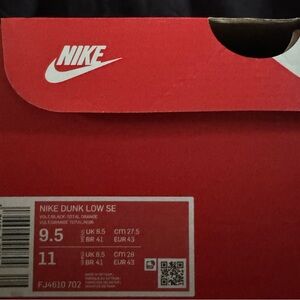 NIKE
NIKE DUNK LOW SE
VOLT/BLACK-TOTAL ORANGE
9.5
UK 8.5
cm 27.5
BR 41
EUR 43
11
UK 8.5
cm 28
BR 41
EUR 43
FJ4610 702